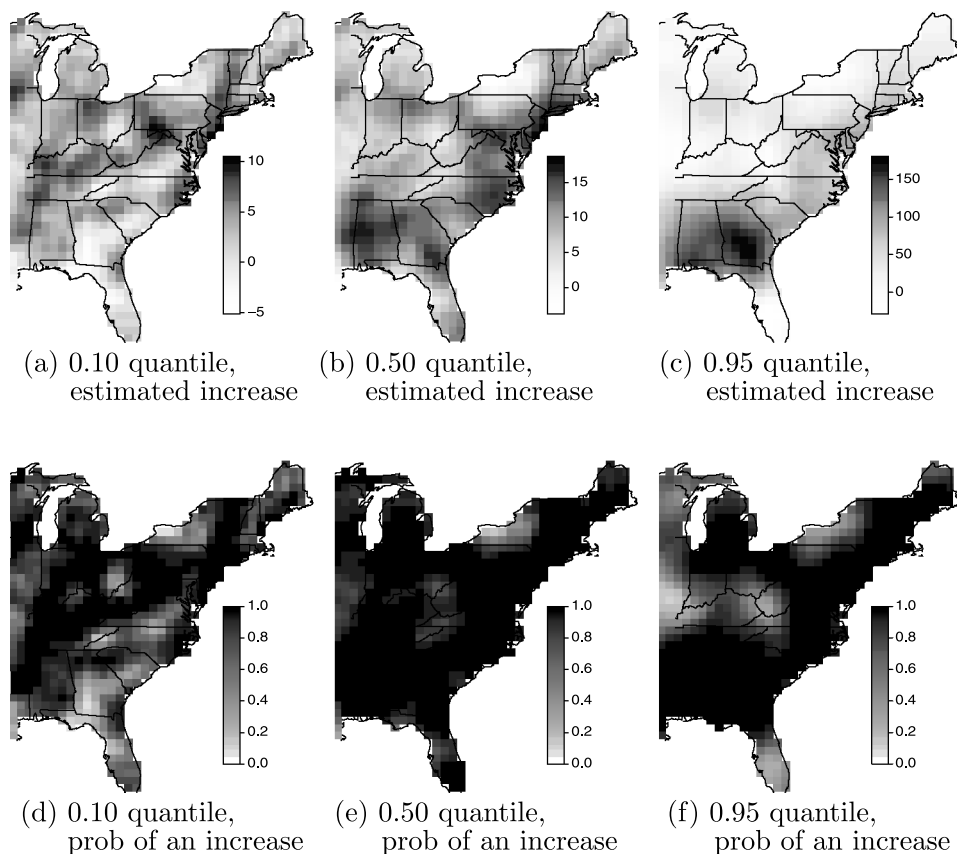 10
5
0
−5
15
10
5
0
150
100
50
0
(a) 0.10 quantile,
estimated increase
(b) 0.50 quantile,
estimated increase
(c) 0.95 quantile,
estimated increase
1.0
0.8
0.6
0.4
0.2
0.0
1.0
0.8
0.6
0.4
0.2
0.0
1.0
0.8
0.6
0.4
0.2
0.0
(d) 0.10 quantile,
prob of an increase
(e) 0.50 quantile,
prob of an increase
(f) 0.95 quantile,
prob of an increase